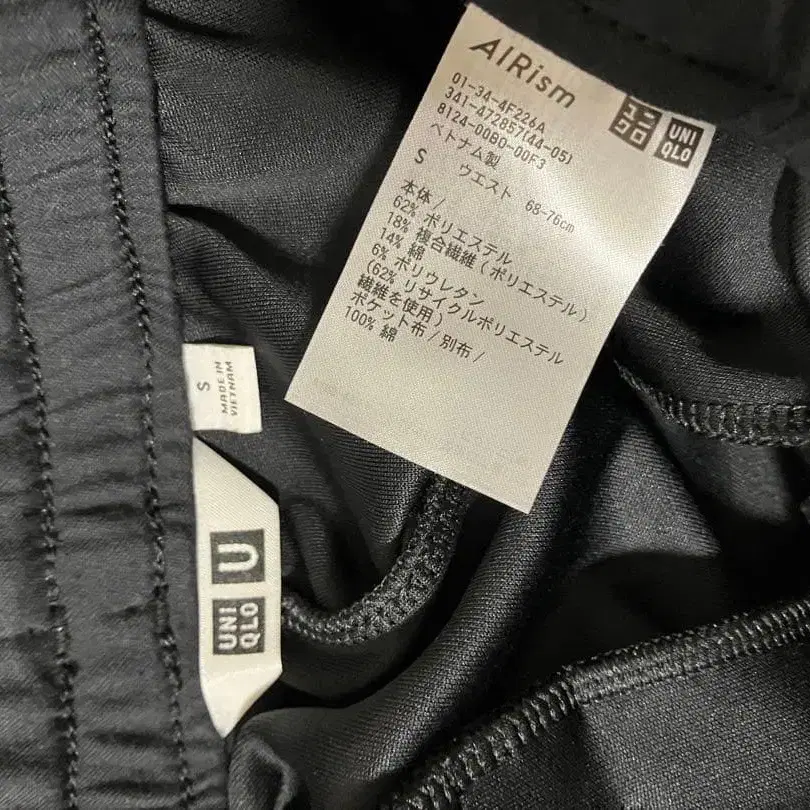 AIRism
ユニ
クロ
UNI
QLO
01-34-4F226A
341-472857(44-05)
8124-00B0-00F3
ベトナム製
S ウエスト 68-76cm
本体/
62% ポリエステル
18% 複合繊維(ポリエステル)
14% 綿
6% ポリウレタン
(62% リサイクルポリエステル
繊維を使用)
ポケット布/別布/
100% 綿
S
MADE IN
VIETNAM
U
UNI
QLO